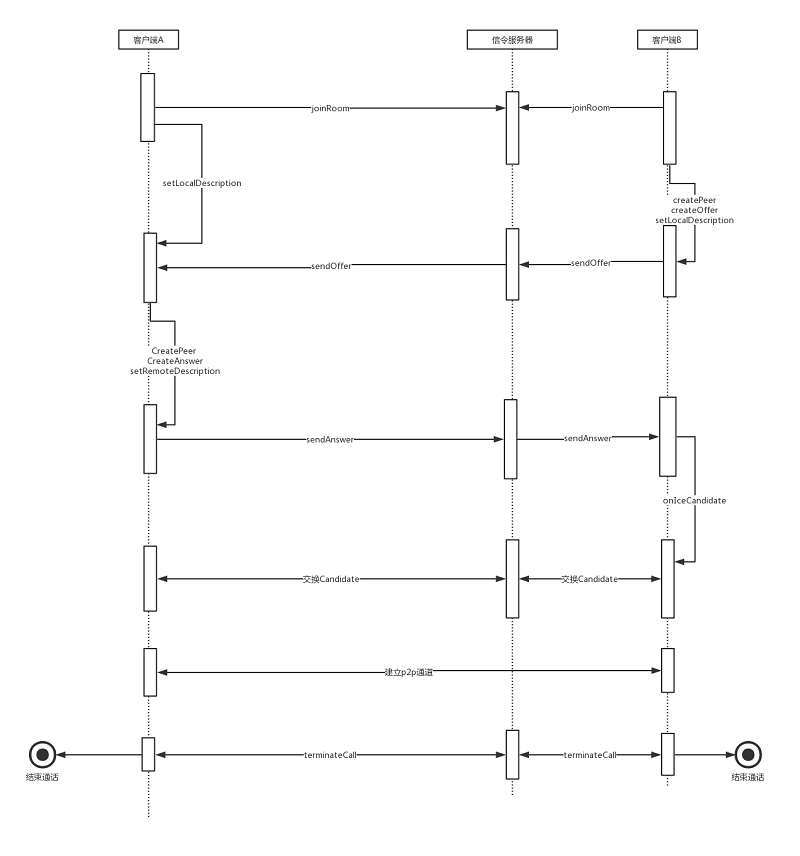 客户端A
信令服务器
客户端B
joinRoom
joinRoom
setLocalDescription
createPeer
createOffer
setLocalDescription
sendOffer
sendOffer
CreatePeer
CreateAnswer
setRemoteDescription
sendAnswer
sendAnswer
onIceCandidate
交换Candidate
交换Candidate
建立p2p通道
terminateCall
terminateCall
结束通话
结束通话